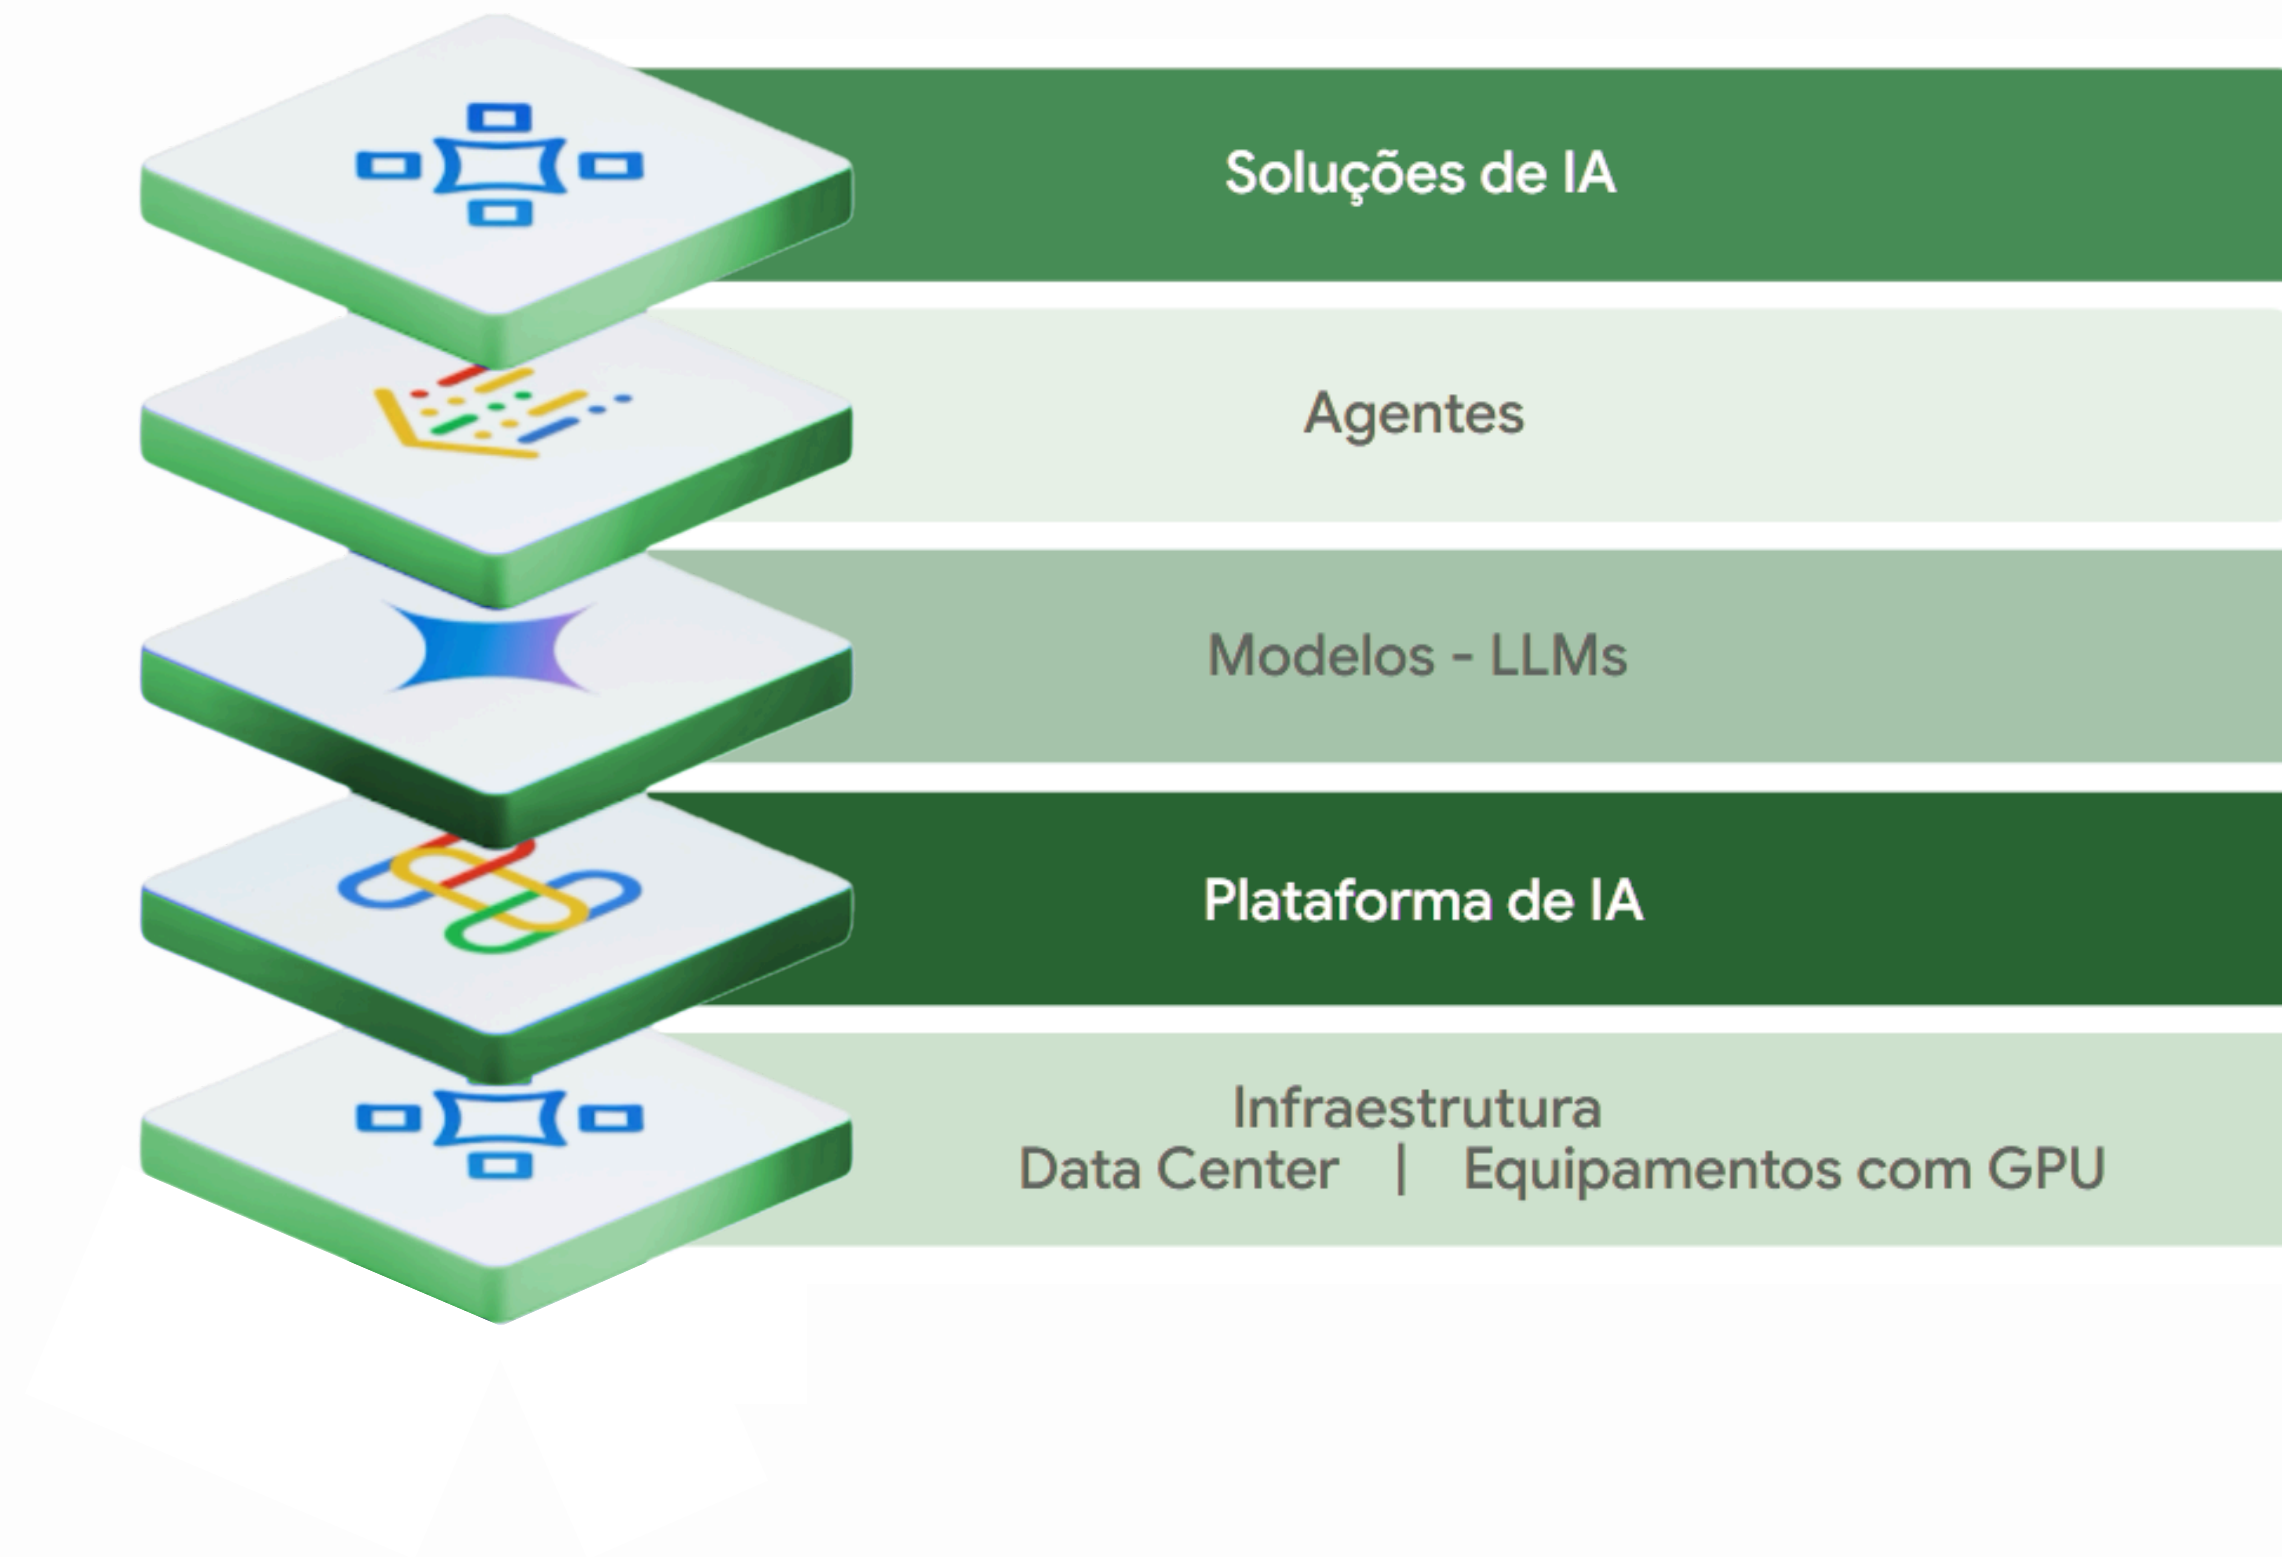 Soluções de IA
Agentes
Modelos - LLMs
Plataforma de IA
Infraestrutura
Data Center | Equipamentos com GPU